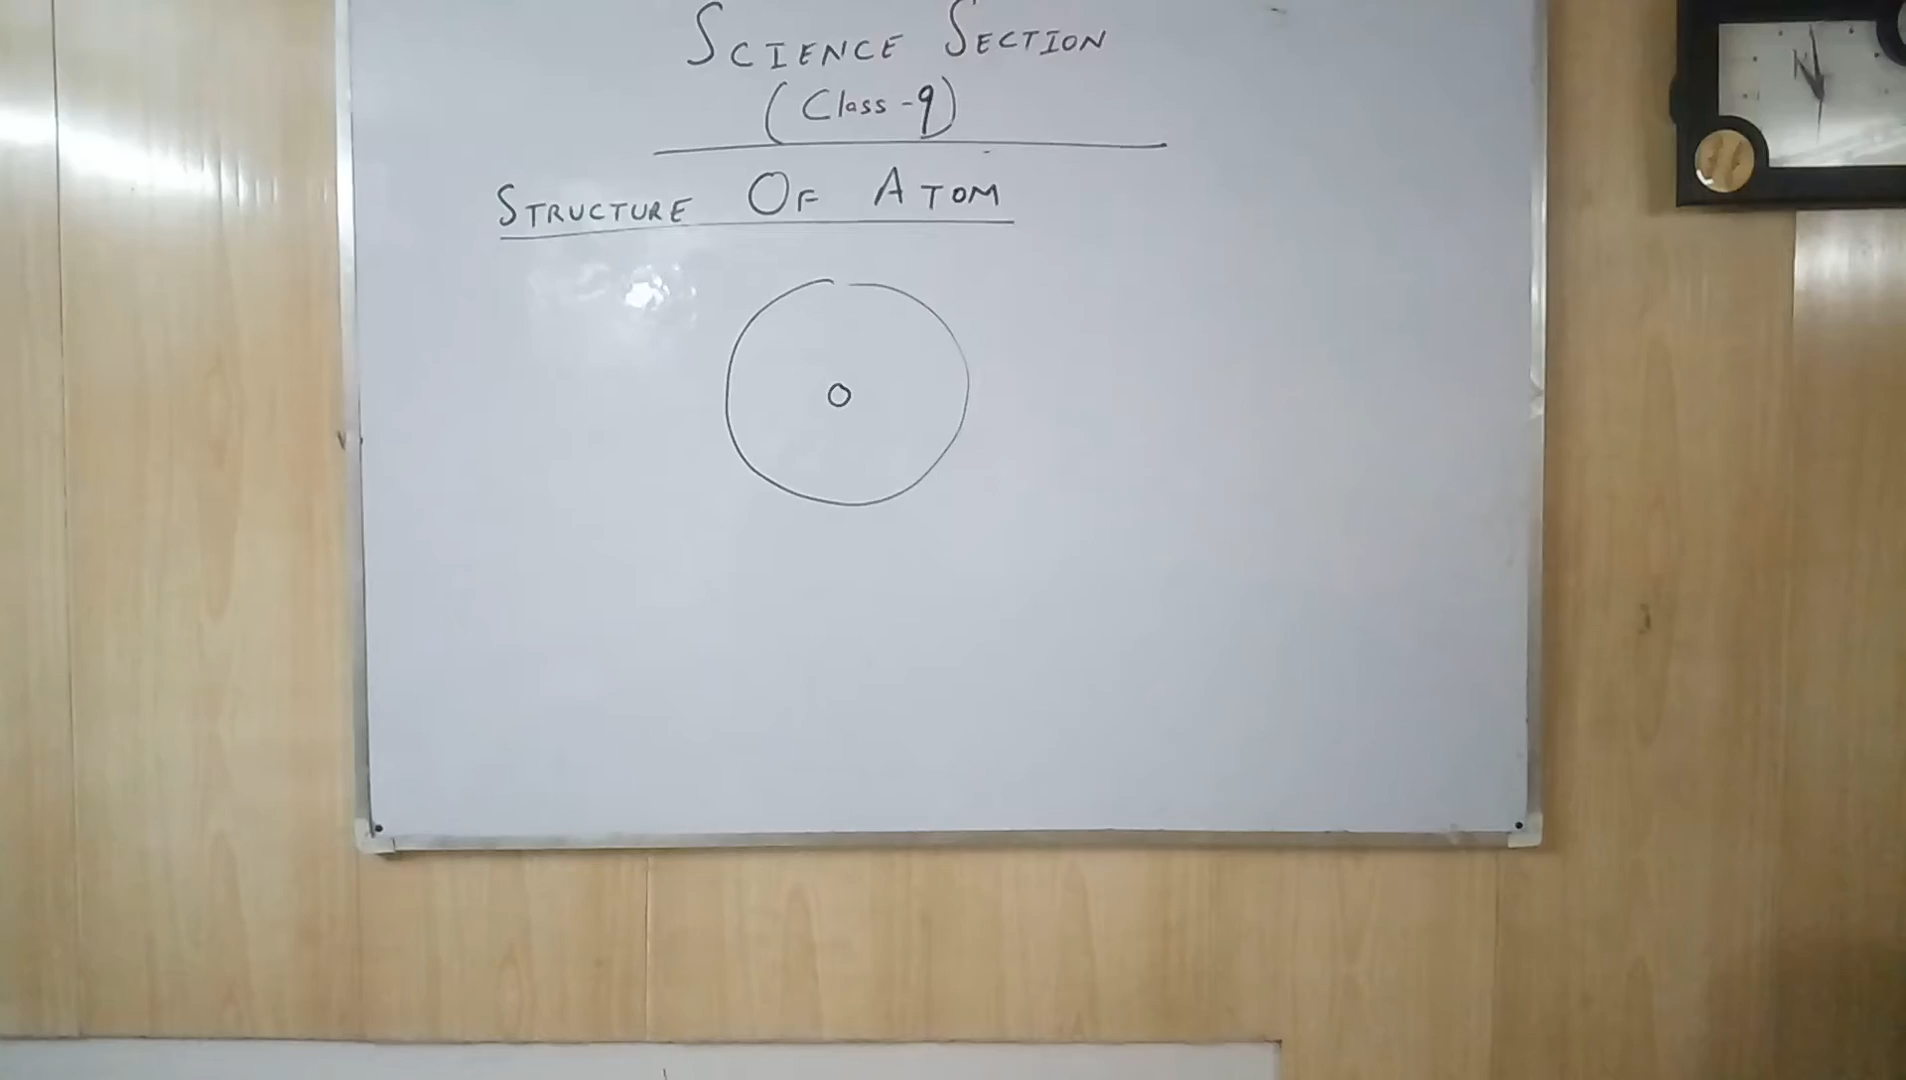 SCIENCE SECTION
(Class-9)
STRUCTURE OF ATOM